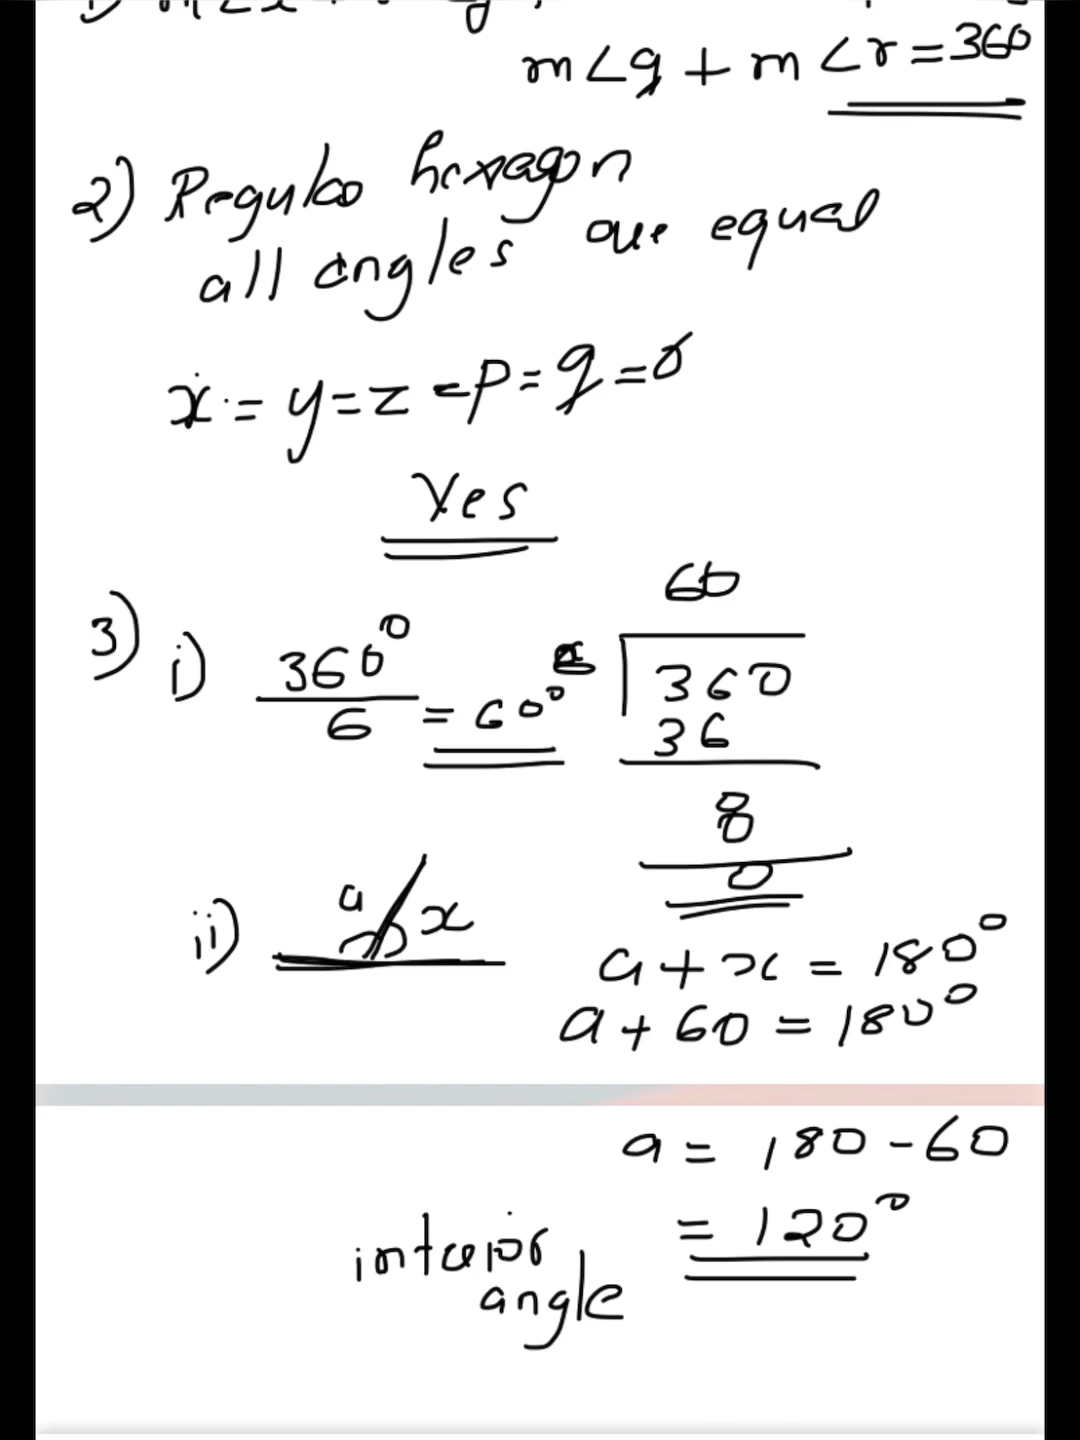 m∠q + m∠r = 360
2) Regular hexagon
all angles are equal
x = y = z = p = q = r
Yes
3) i) 360° / 6 = 60°
60
360
36
0
0
ii) a x
a + x = 180°
a + 60 = 180°
a = 180 - 60
= 120°
interior
angle